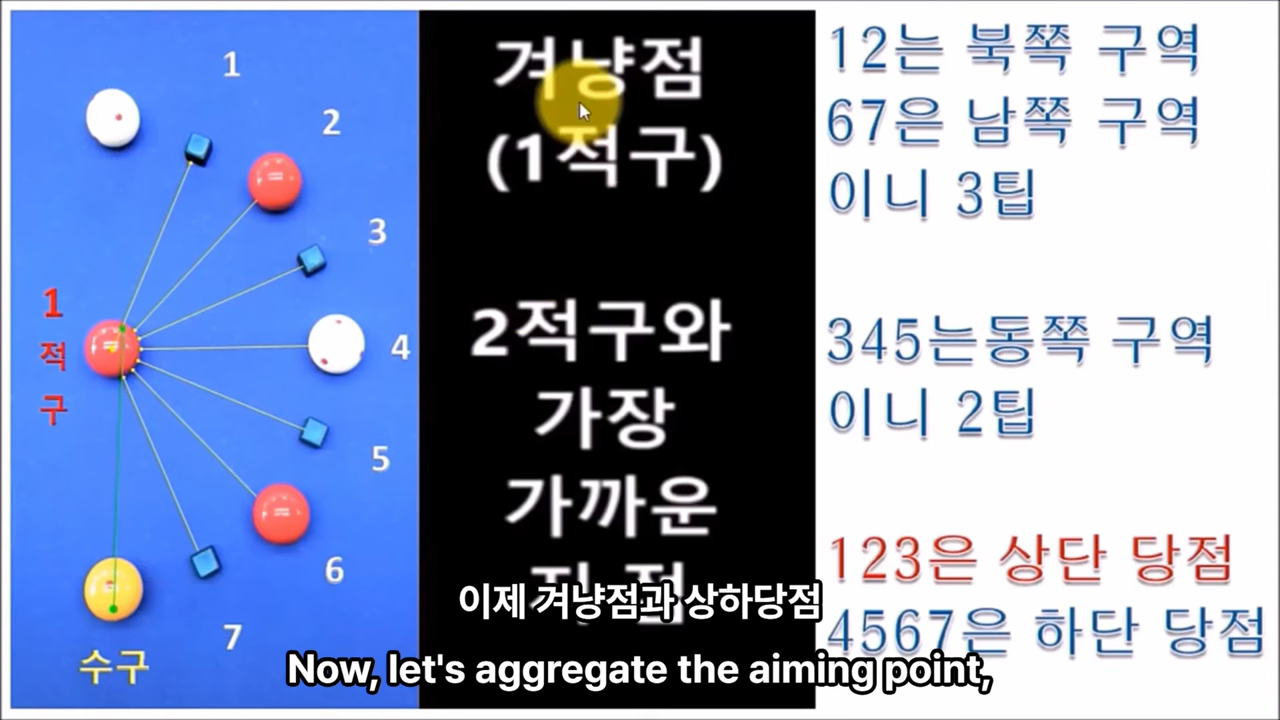 1
2
3
4
5
6
7
1
적
구
수구
겨냥점
(1적구)
2적구와
가장
가까운
12는 북쪽 구역
67은 남쪽 구역
이니 3팁
345는동쪽 구역
이니 2팁
123은 상단 당점
4567은 하단 당점
이제 겨냥점과 상하당점
Now, let's aggregate the aiming point,